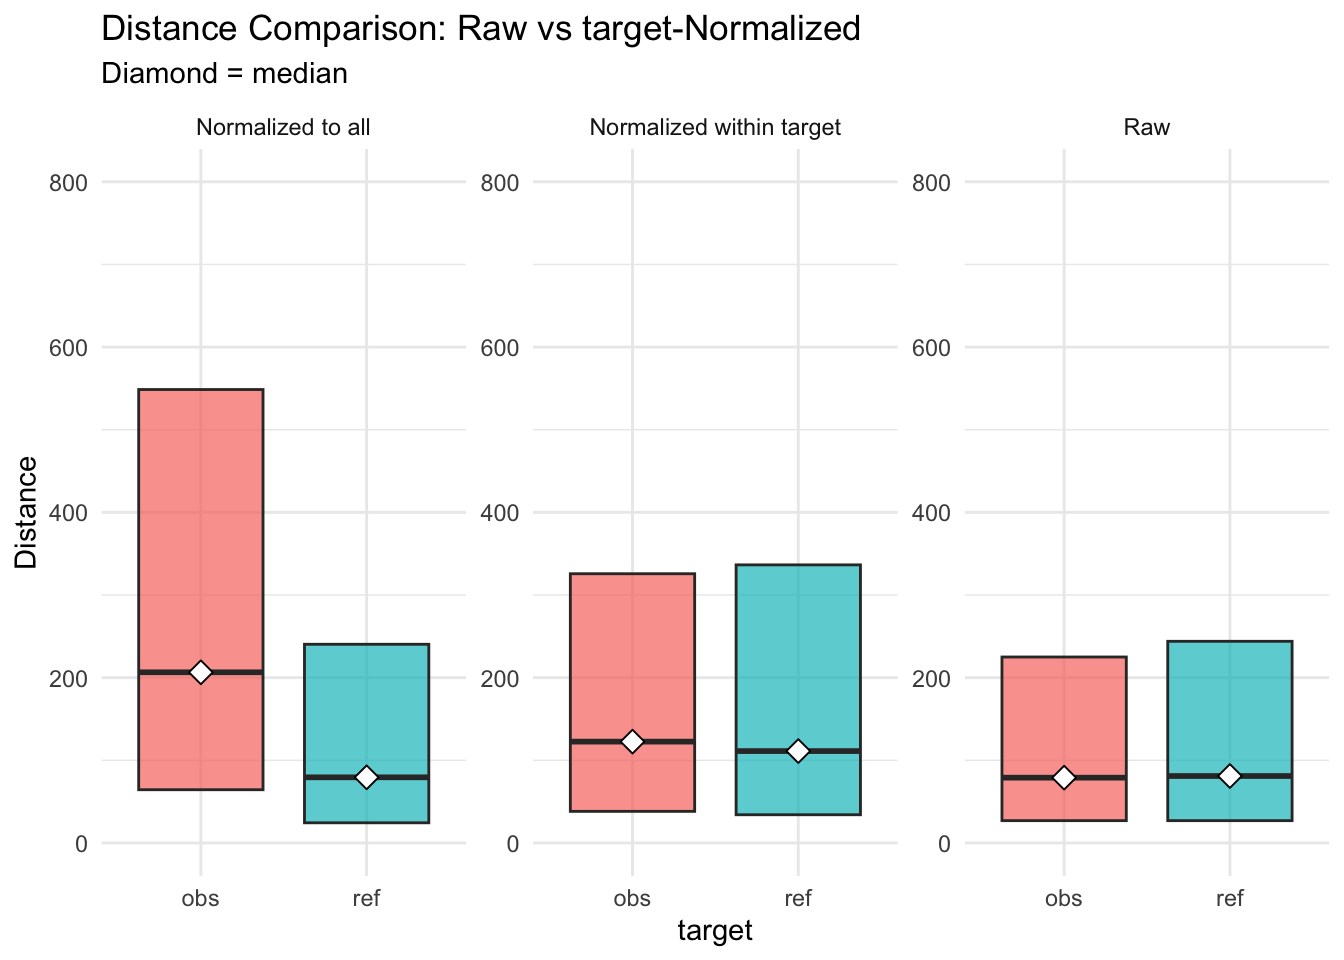 Distance Comparison: Raw vs target-Normalized
Diamond = median
Normalized to all
Normalized within target
Raw
Distance
800
600
400
200
0
800
600
400
200
0
800
600
400
200
0
obs
ref
obs
ref
obs
ref
target